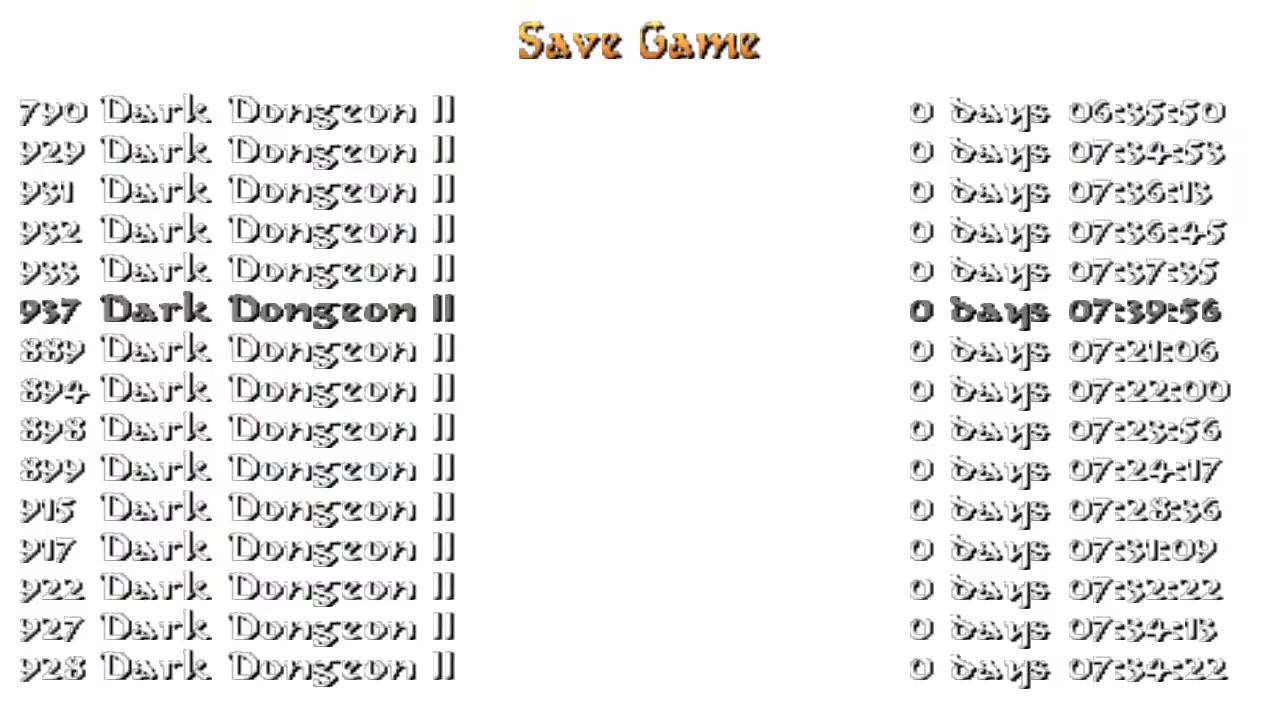 Save Game
790 Dark Dongeon II 0 days 06:35:50
929 Dark Dongeon II 0 days 07:34:53
931 Dark Dongeon II 0 days 07:36:13
932 Dark Dongeon II 0 days 07:36:45
933 Dark Dongeon II 0 days 07:37:35
937 Dark Dongeon II 0 days 07:39:56
889 Dark Dongeon II 0 days 07:21:06
894 Dark Dongeon II 0 days 07:22:00
898 Dark Dongeon II 0 days 07:23:56
899 Dark Dongeon II 0 days 07:24:17
915 Dark Dongeon II 0 days 07:28:36
917 Dark Dongeon II 0 days 07:31:09
922 Dark Dongeon II 0 days 07:32:22
927 Dark Dongeon II 0 days 07:34:13
928 Dark Dongeon II 0 days 07:34:22